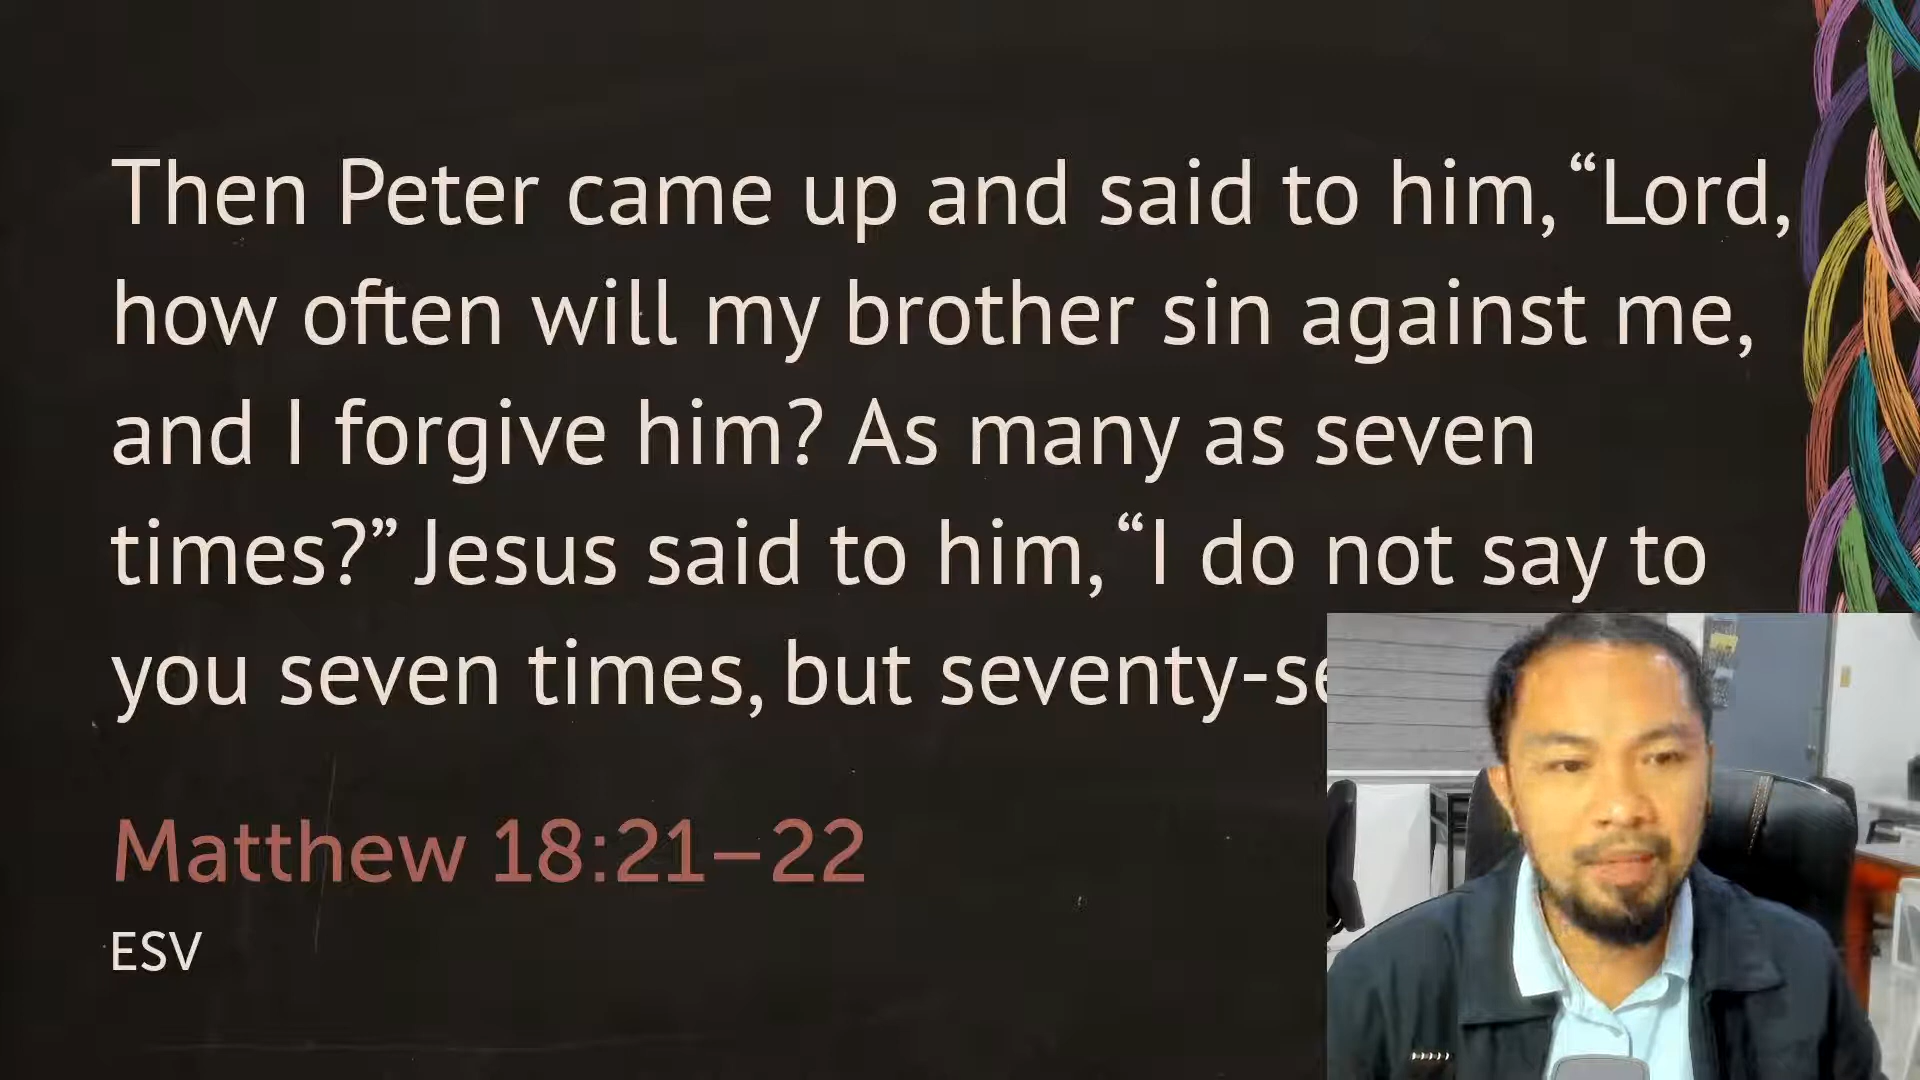 Then Peter came up and said to him, “Lord,
how often will my brother sin against me,
and I forgive him? As many as seven
times?” Jesus said to him, “I do not say to
you seven times, but
Matthew 18:21–22
ESV